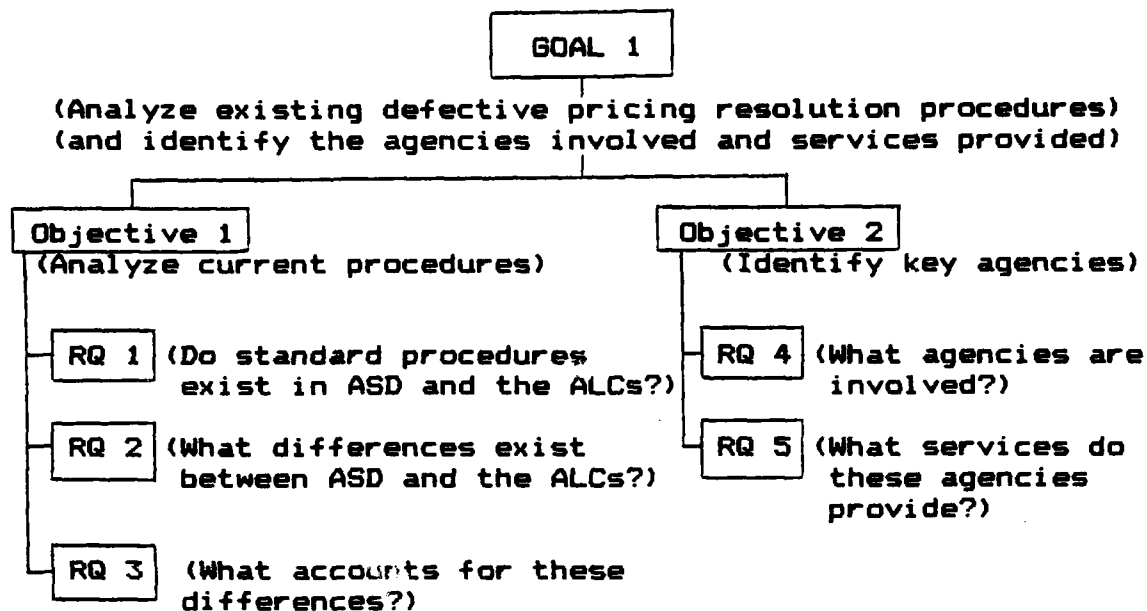 GOAL 1
(Analyze existing defective pricing resolution procedures)
(and identify the agencies involved and services provided)
Objective 1
(Analyze current procedures)
RQ 1 (Do standard procedures
exist in ASD and the ALCs?)
RQ 2 (What differences exist
between ASD and the ALCs?)
RQ 3 (What accounts for these
differences?)
Objective 2
(Identify key agencies)
RQ 4 (What agencies are
involved?)
RQ 5 (What services do
these agencies
provide?)